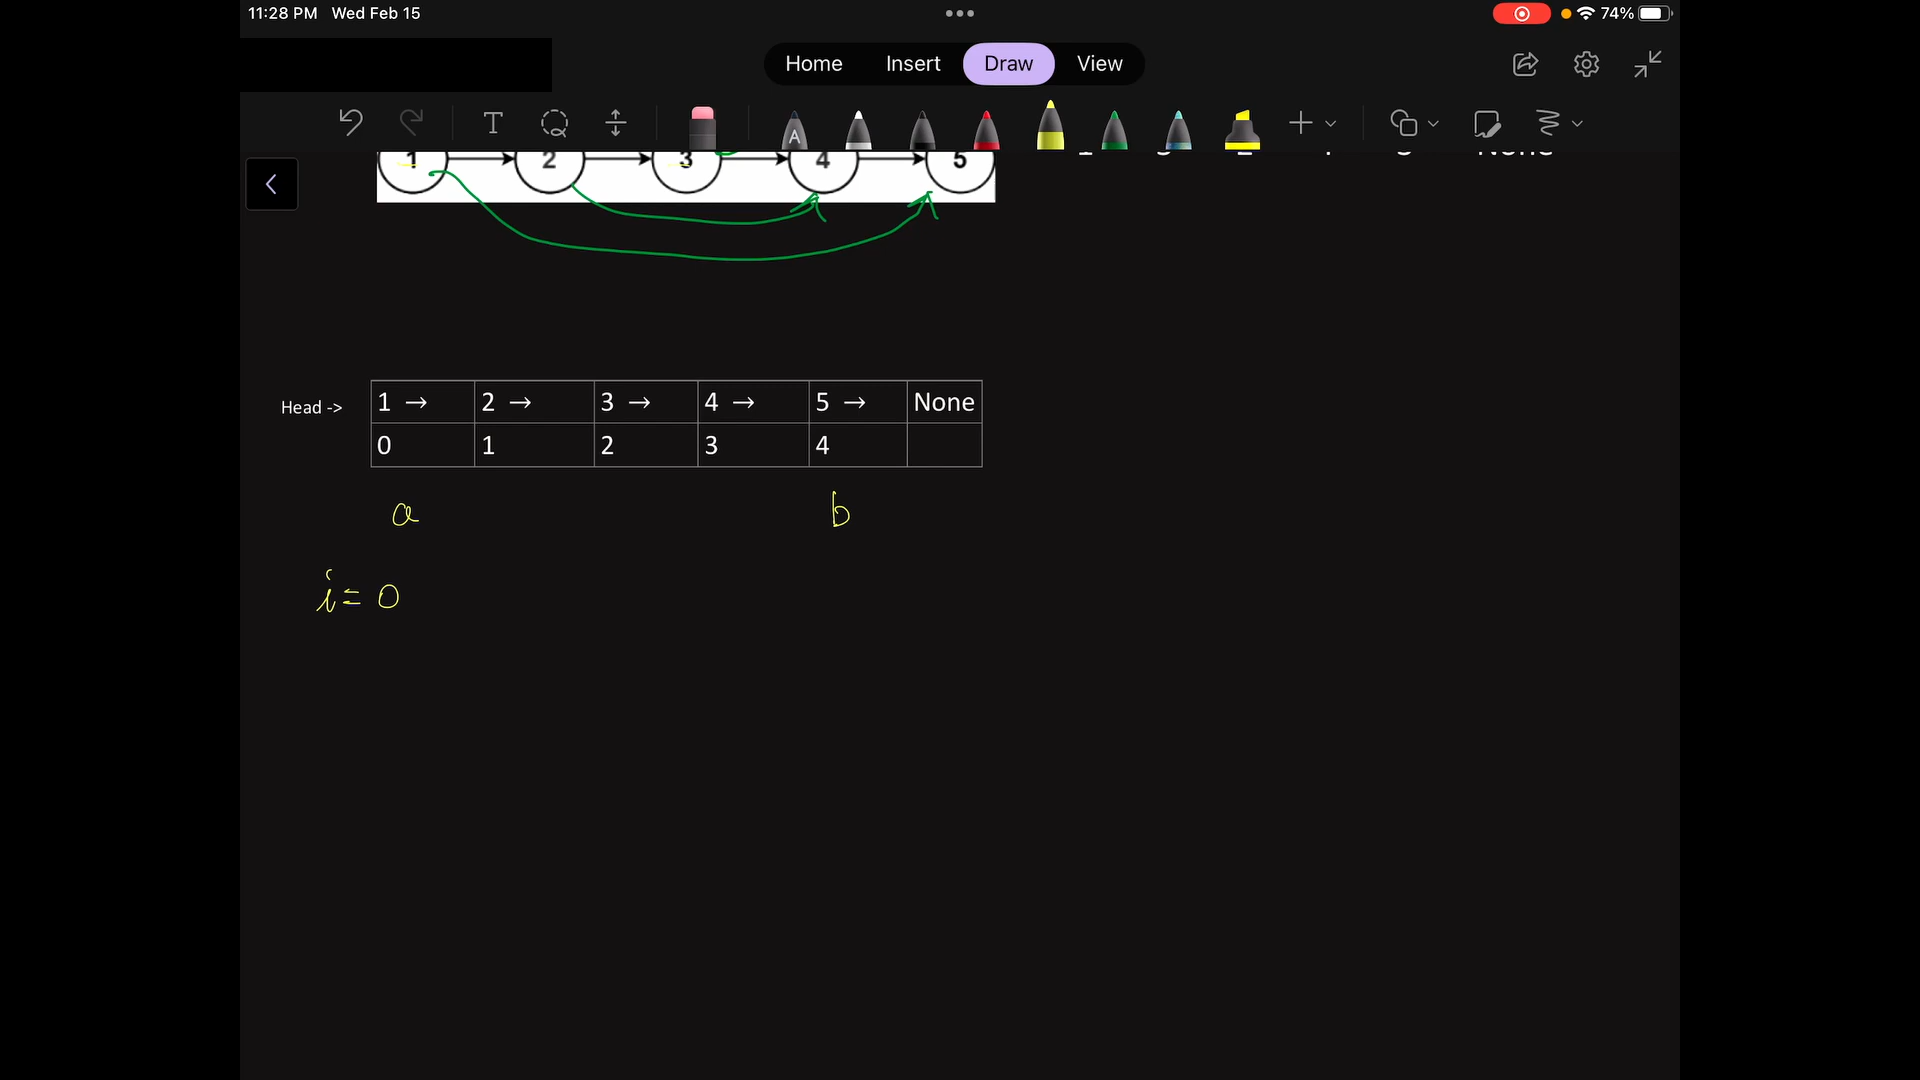 11:28 PM Wed Feb 15
74%
Home Insert Draw View
T A
1 2 3 4 5
None
Head -> 1 → 2 → 3 → 4 → 5 → None
0 1 2 3 4
a b
i = 0